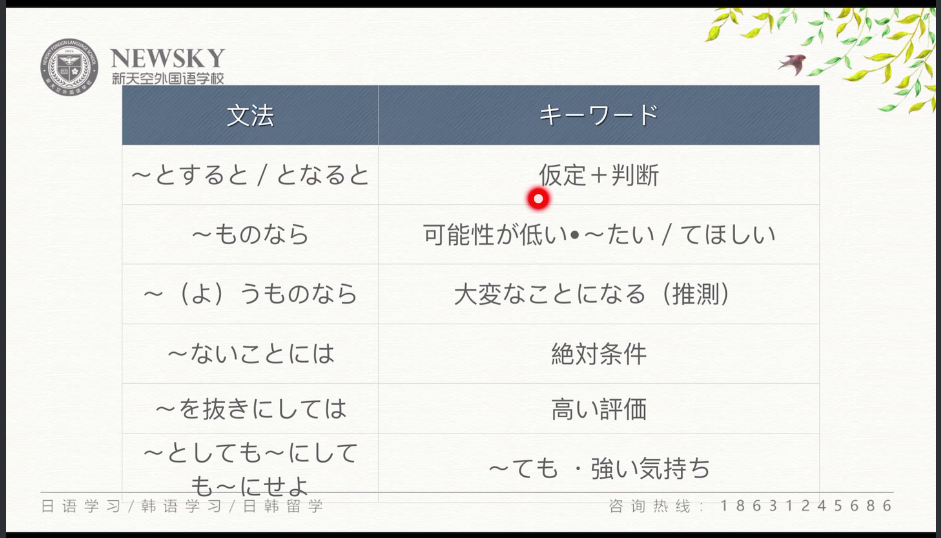 NEWSKY
新天空外国语学校
文法
キーワード
～とすると / となると
仮定＋判断
～ものなら
可能性が低い•～たい / てほしい
～（よ）うものなら
大変なことになる（推測）
～ないことには
絶対条件
～を抜きにしては
高い評価
～としても～にして
も～にせよ
～ても ・強い気持ち
日语学习/韩语学习/日韩留学
咨询热线：18631245686